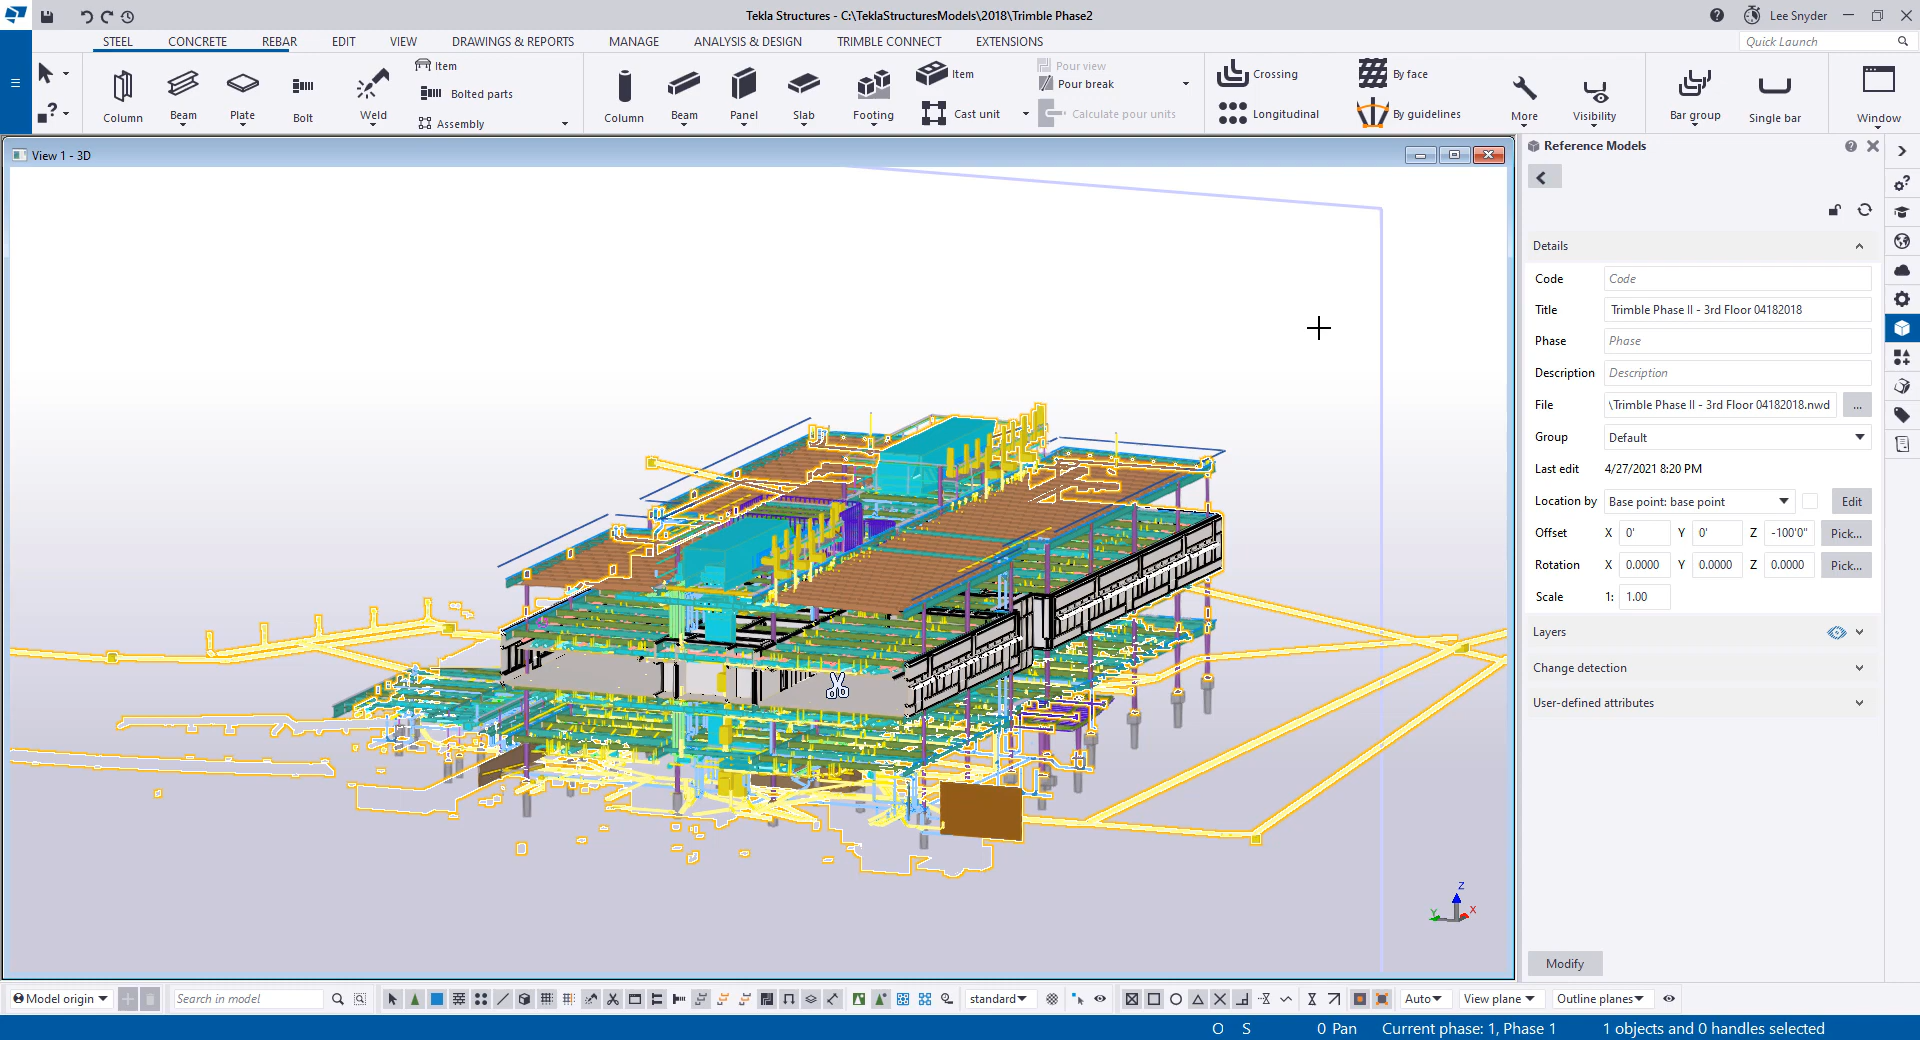 Tekla Structures - C:\TeklaStructuresModels\2018\Trimble Phase2
Lee Snyder
STEEL CONCRETE REBAR EDIT VIEW DRAWINGS & REPORTS MANAGE ANALYSIS & DESIGN TRIMBLE CONNECT EXTENSIONS
Quick Launch
Column Beam Plate Bolt Weld
Item
Bolted parts
Assembly
Column Beam Panel Slab Footing
Item
Cast unit
Pour view
Pour break
Calculate pour units
Crossing
Longitudinal
By face
By guidelines
More Visibility Bar group Single bar Window
View 1 - 3D
Reference Models
Details
Code Code
Title Trimble Phase II - 3rd Floor 04182018
Phase Phase
Description Description
File \Trimble Phase II - 3rd Floor 04182018.nwd ...
Group Default
Last edit 4/27/2021 8:20 PM
Location by Base point: base point Edit
Offset X 0' Y 0' Z -100'0" Pick...
Rotation X 0.0000 Y 0.0000 Z 0.0000 Pick...
Scale 1: 1.00
Layers
Change detection
User-defined attributes
Z
Y
X
Modify
Model origin Search in model standard Auto View plane Outline planes
O S 0 Pan Current phase: 1, Phase 1 1 objects and 0 handles selected